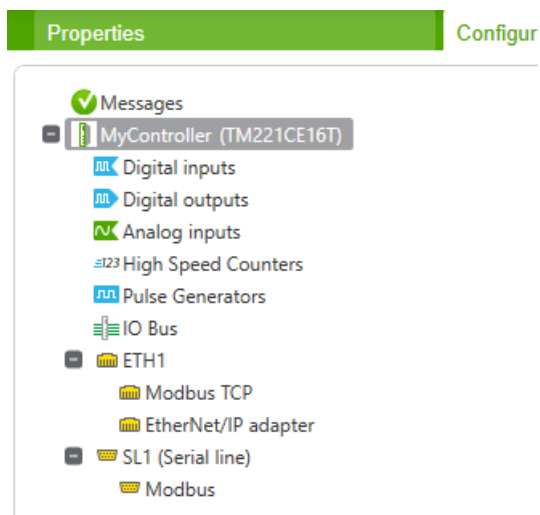 Properties
Configur
Messages
MyController (TM221CE16T)
Digital inputs
Digital outputs
Analog inputs
123 High Speed Counters
Pulse Generators
IO Bus
ETH1
Modbus TCP
EtherNet/IP adapter
SL1 (Serial line)
Modbus